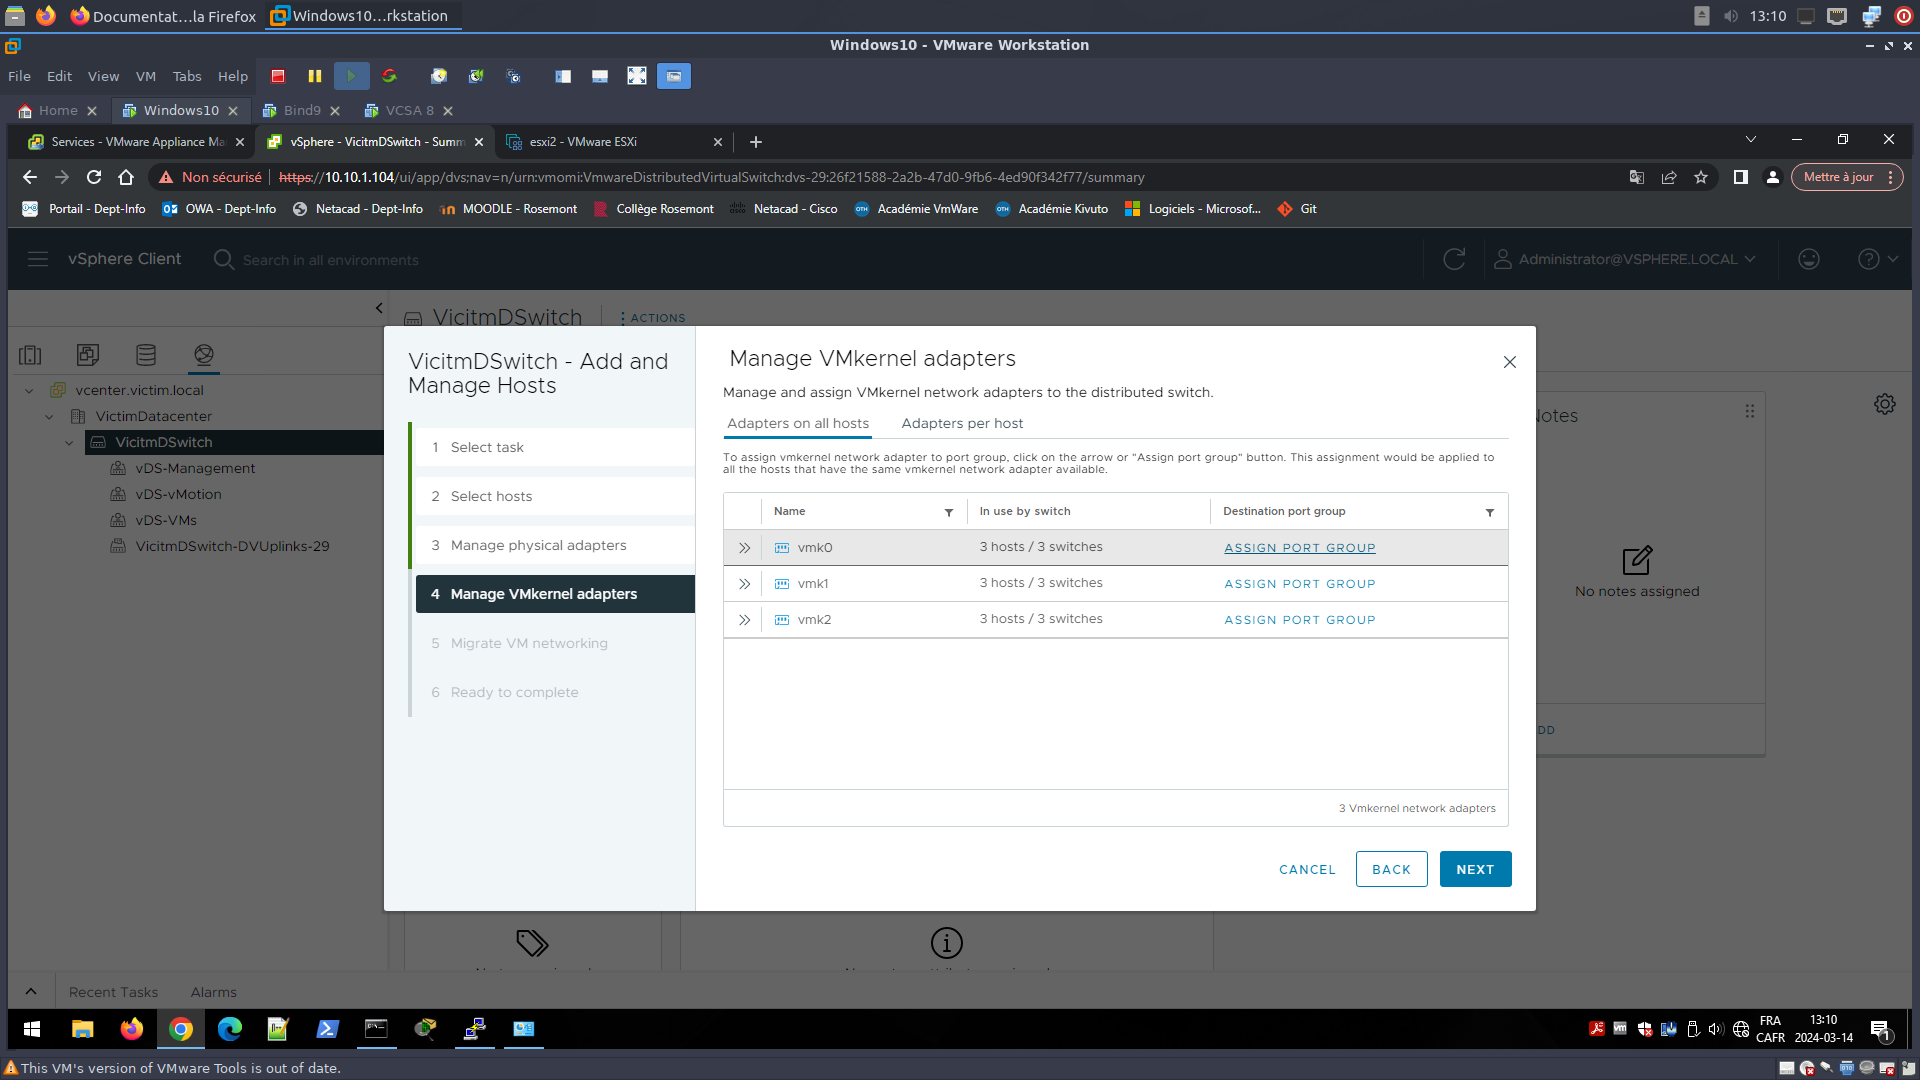 Documentat...la Firefox
Windows10...rkstation
13:10
Windows10 - VMware Workstation
File Edit View VM Tabs Help
Home Windows10 Bind9 VCSA 8
Services - VMware Appliance Ma
vSphere - VicitmDSwitch - Summ
esxi2 - VMware ESXi
Non sécurisé https://10.10.1.104/ui/app/dvs;nav=n/urn:vmomi:VmwareDistributedVirtualSwitch:dvs-29:26f21588-2a2b-47d0-9fb6-4ed90f342f77/summary
Mettre à jour
Portail - Dept-Info OWA - Dept-Info Netacad - Dept-Info MOODLE - Rosemont Collège Rosemont Netacad - Cisco Académie VmWare Académie Kivuto Logiciels - Microsof... Git
vSphere Client
Search in all environments
Administrator@VSPHERE.LOCAL
VicitmDSwitch
ACTIONS
vcenter.victim.local
VictimDatacenter
VicitmDSwitch
vDS-Management
vDS-vMotion
vDS-VMs
VicitmDSwitch-DVUplinks-29
VicitmDSwitch - Add and
Manage Hosts
1 Select task
2 Select hosts
3 Manage physical adapters
4 Manage VMkernel adapters
5 Migrate VM networking
6 Ready to complete
Manage VMkernel adapters
Manage and assign VMkernel network adapters to the distributed switch.
Adapters on all hosts Adapters per host
To assign vmkernel network adapter to port group, click on the arrow or "Assign port group" button. This assignment would be applied to
all the hosts that have the same vmkernel network adapter available.
Name In use by switch Destination port group
vmk0 3 hosts / 3 switches ASSIGN PORT GROUP
vmk1 3 hosts / 3 switches ASSIGN PORT GROUP
vmk2 3 hosts / 3 switches ASSIGN PORT GROUP
3 Vmkernel network adapters
CANCEL BACK NEXT
otes
No notes assigned
DD
Recent Tasks Alarms
FRA
CAFR
13:10
2024-03-14
1
This VM's version of VMware Tools is out of date.